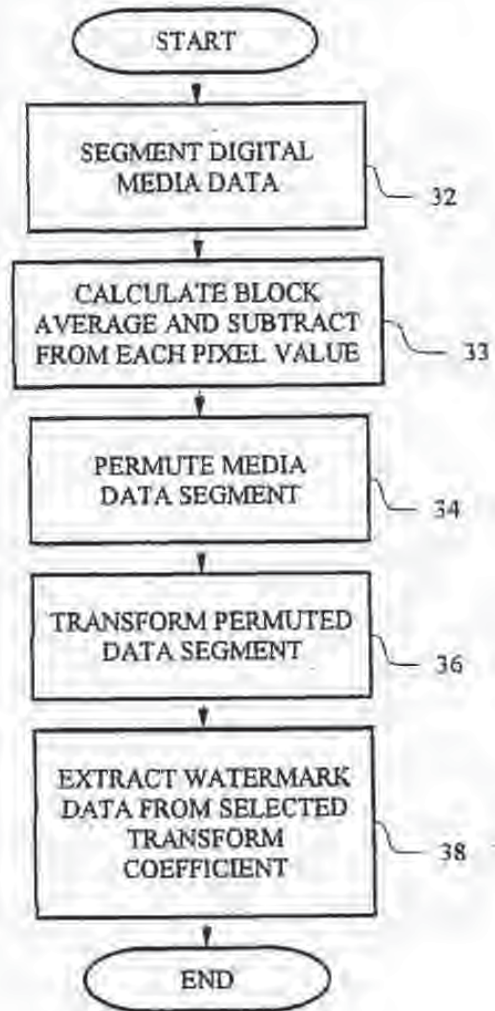 START
SEGMENT DIGITAL
MEDIA DATA
32
CALCULATE BLOCK
AVERAGE AND SUBTRACT
FROM EACH PIXEL VALUE
33
PERMUTE MEDIA
DATA SEGMENT
34
TRANSFORM PERMUTED
DATA SEGMENT
36
EXTRACT WATERMARK
DATA FROM SELECTED
TRANSFORM
COEFFICIENT
38
END